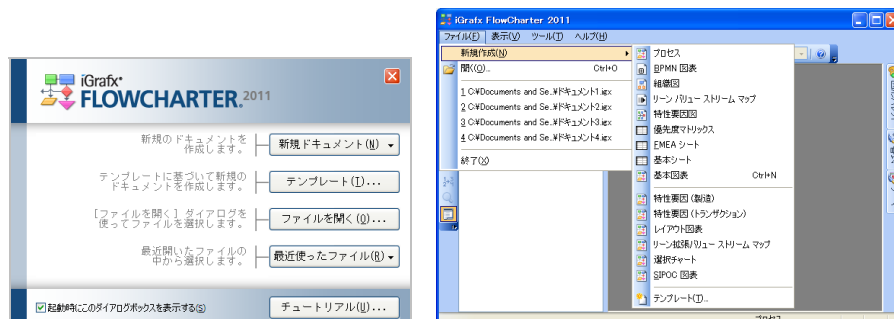 iGrafx
FLOWCHARTER.2011
新規のドキュメントを
作成します。
新規ドキュメント(N)
テンプレートに基づいて新規の
ドキュメントを作成します。
テンプレート(T)...
[ファイルを開く]ダイアログを
使ってファイルを選択します。
ファイルを開く(O)...
最近開いたファイルの
中から選択します。
最近使ったファイル(R)
起動時にこのダイアログボックスを表示する(S)
チュートリアル(U)...
iGrafx FlowCharter 2011
ファイル(F) 表示(V) ツール(T) ヘルプ(H)
新規作成(N)
開く(O)... Ctrl+O
1 C:¥Documents and Se..¥ドキュメント1.igx
2 C:¥Documents and Se..¥ドキュメント2.igx
3 C:¥Documents and Se..¥ドキュメント3.igx
4 C:¥Documents and Se..¥ドキュメント4.igx
終了(X)
プロセス
BPMN 図表
組織図
リーン バリュー ストリーム マップ
特性要因図
優先度マトリックス
FMEA シート
基本シート
基本図表 Ctrl+N
特性要因 (製造)
特性要因 (トランザクション)
レイアウト図表
リーン拡張バリュー ストリーム マップ
選択チャート
SIPOC 図表
テンプレート(T)...